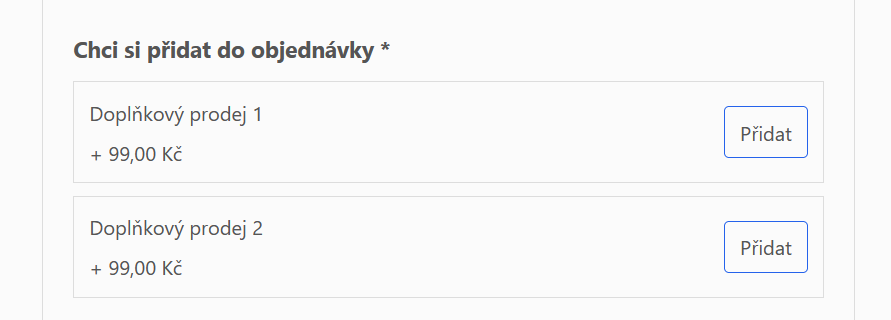 Chci si přidat do objednávky *
Doplňkový prodej 1
+ 99,00 Kč
Přidat
Doplňkový prodej 2
+ 99,00 Kč
Přidat